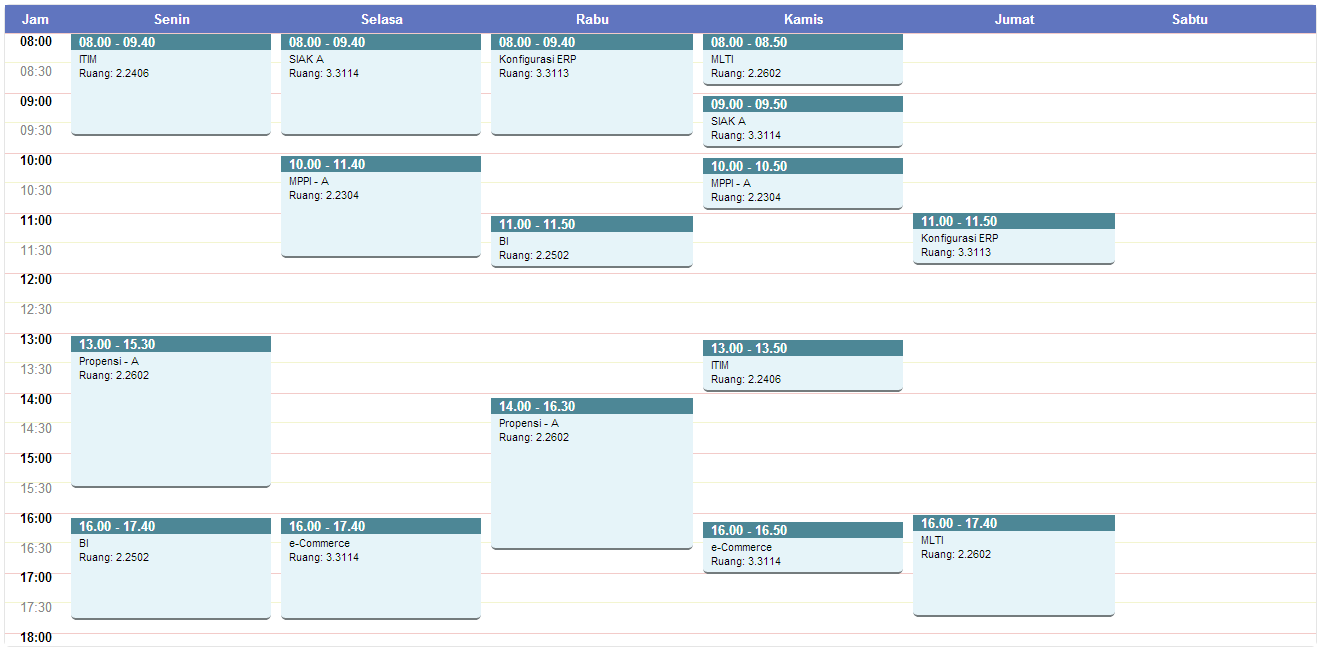 Jam Senin Selasa Rabu Kamis Jumat Sabtu
08:00
08:30
09:00
09:30
10:00
10:30
11:00
11:30
12:00
12:30
13:00
13:30
14:00
14:30
15:00
15:30
16:00
16:30
17:00
17:30
18:00
08.00 - 09.40
ITIM
Ruang: 2.2406
13.00 - 15.30
Propensi - A
Ruang: 2.2602
16.00 - 17.40
BI
Ruang: 2.2502
08.00 - 09.40
SIAK A
Ruang: 3.3114
10.00 - 11.40
MPPI - A
Ruang: 2.2304
16.00 - 17.40
e-Commerce
Ruang: 3.3114
08.00 - 09.40
Konfigurasi ERP
Ruang: 3.3113
11.00 - 11.50
BI
Ruang: 2.2502
14.00 - 16.30
Propensi - A
Ruang: 2.2602
08.00 - 08.50
MLTI
Ruang: 2.2602
09.00 - 09.50
SIAK A
Ruang: 3.3114
10.00 - 10.50
MPPI - A
Ruang: 2.2304
13.00 - 13.50
ITIM
Ruang: 2.2406
16.00 - 16.50
e-Commerce
Ruang: 3.3114
11.00 - 11.50
Konfigurasi ERP
Ruang: 3.3113
16.00 - 17.40
MLTI
Ruang: 2.2602